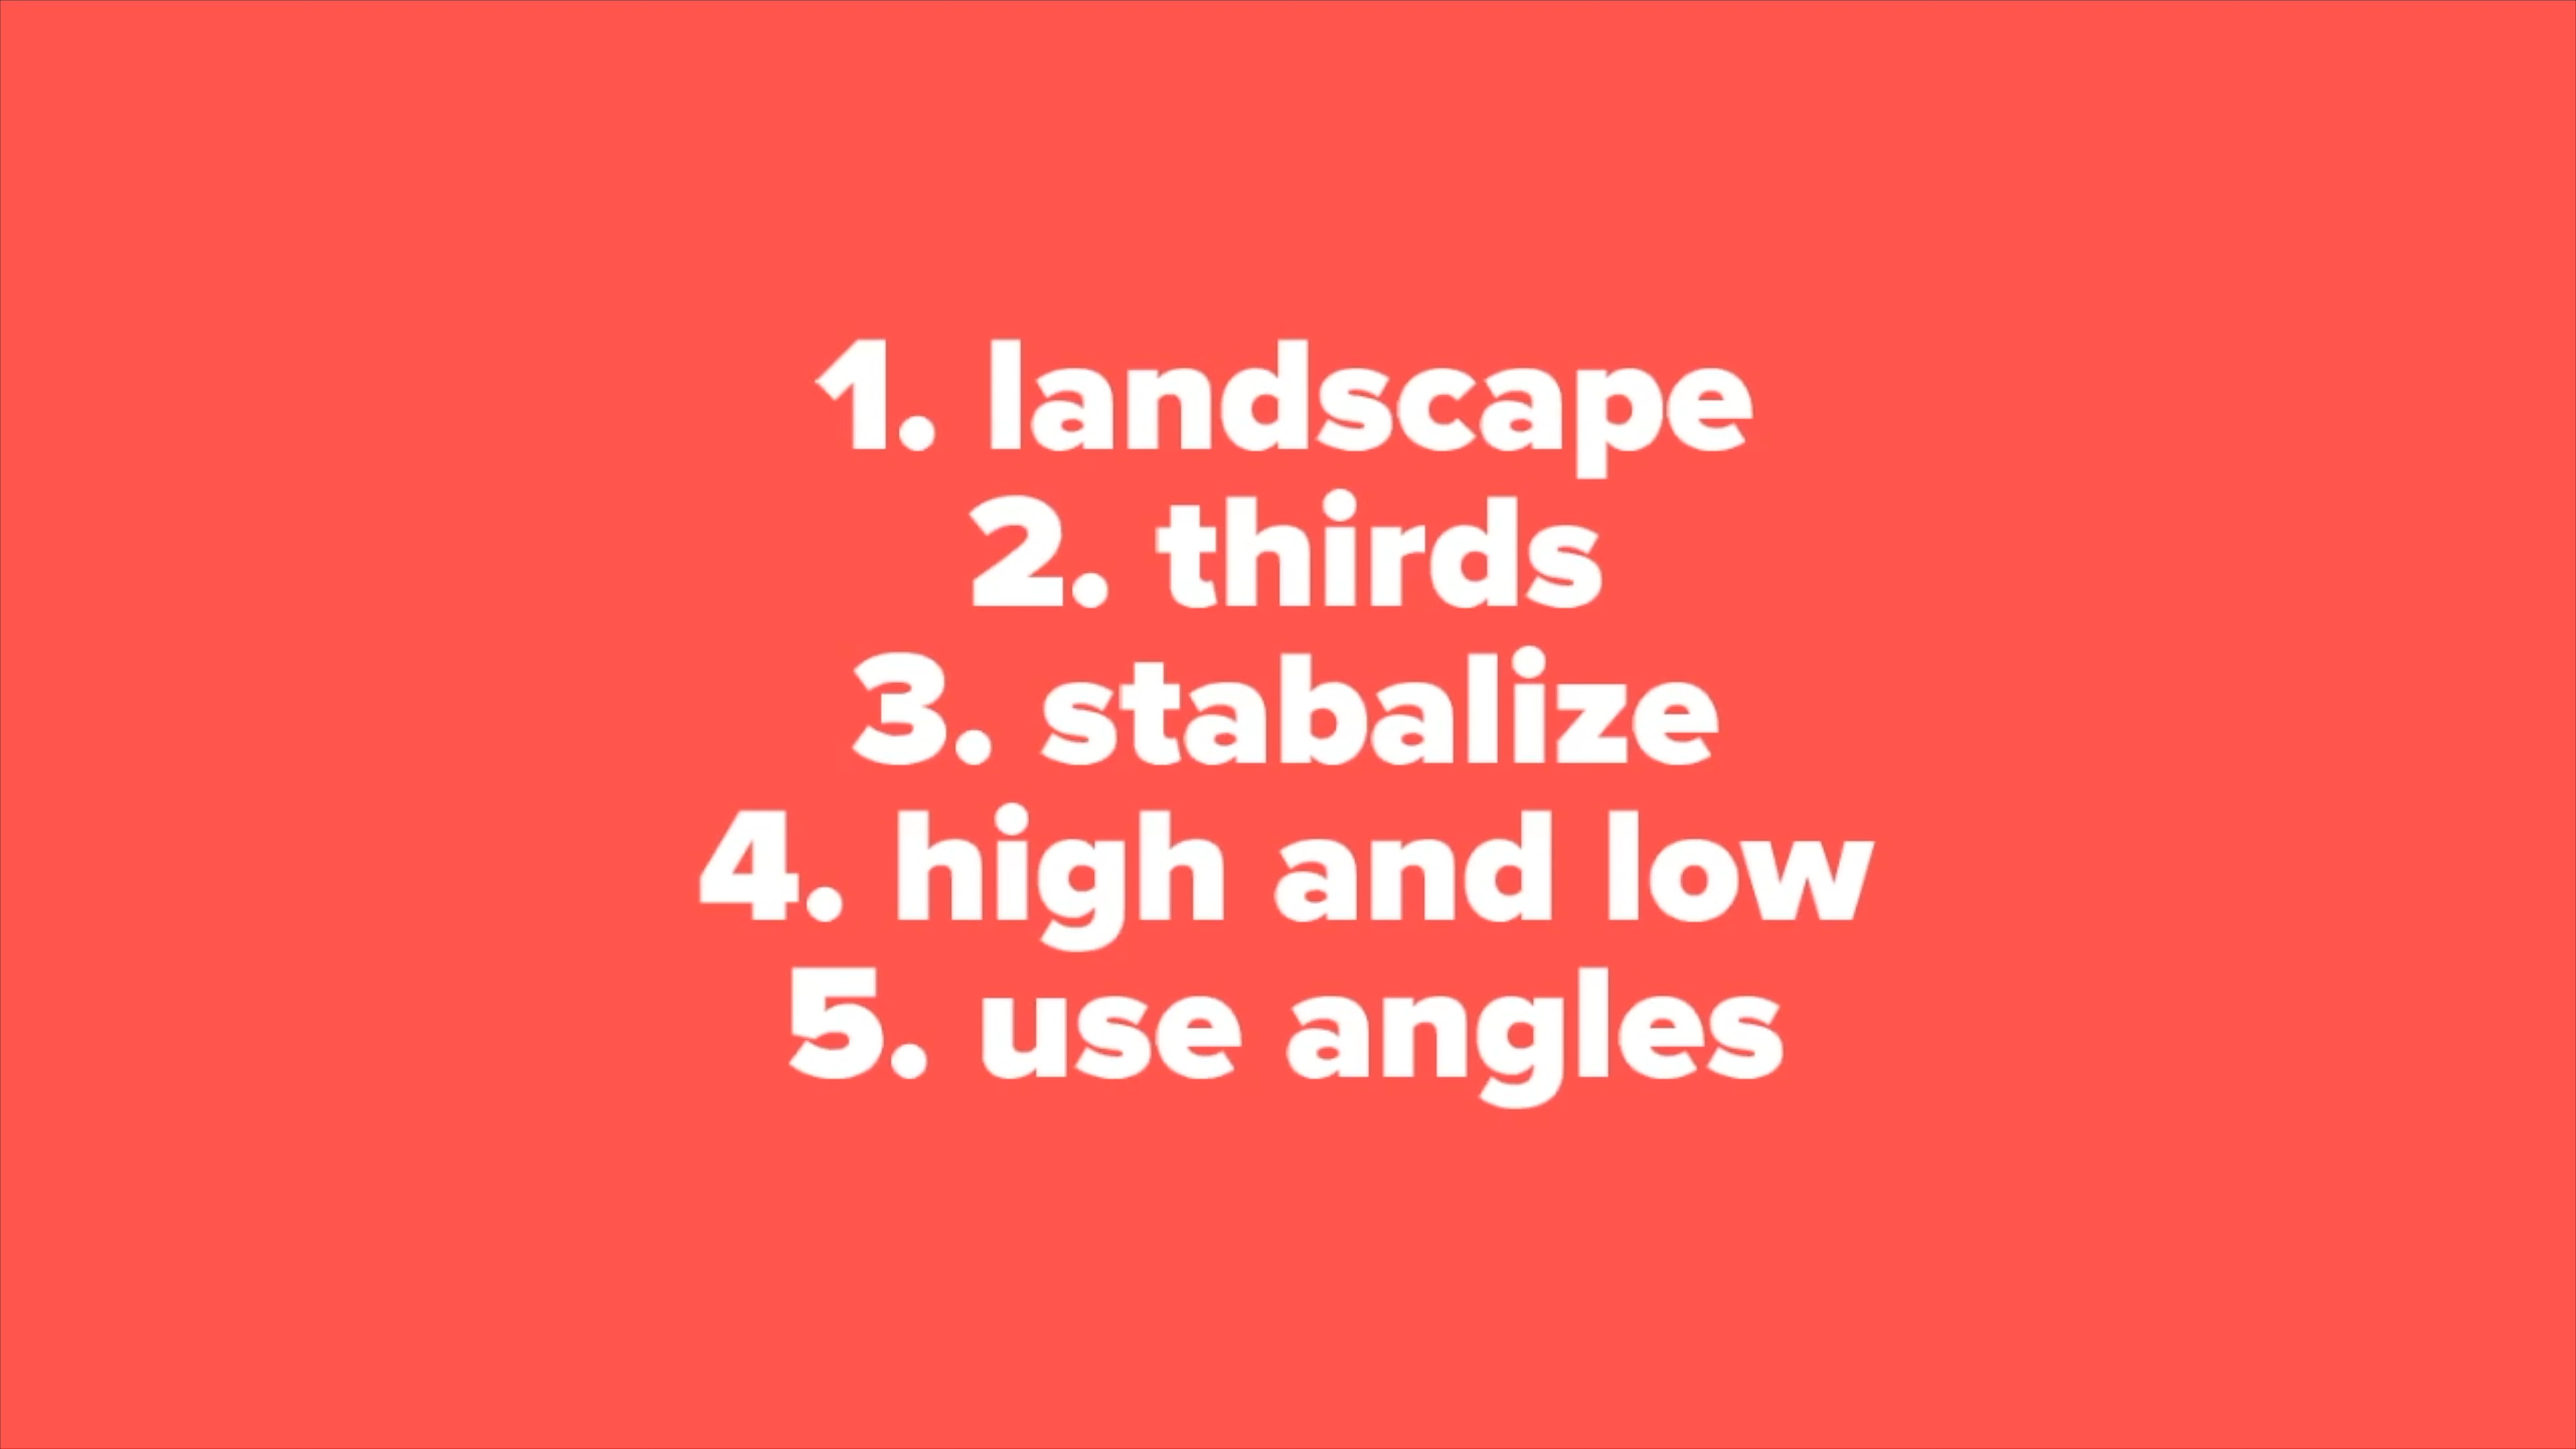 1. landscape
2. thirds
3. stabalize
4. high and low
5. use angles